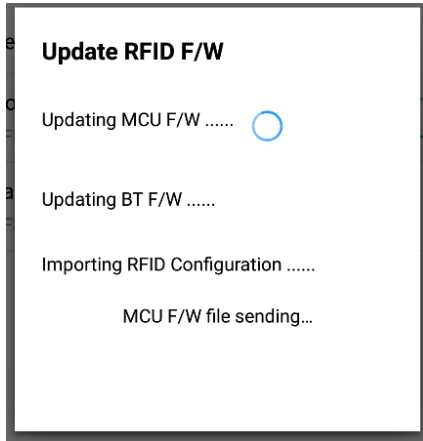 Update RFID F/W
Updating MCU F/W ......
Updating BT F/W ......
Importing RFID Configuration ......
MCU F/W file sending...